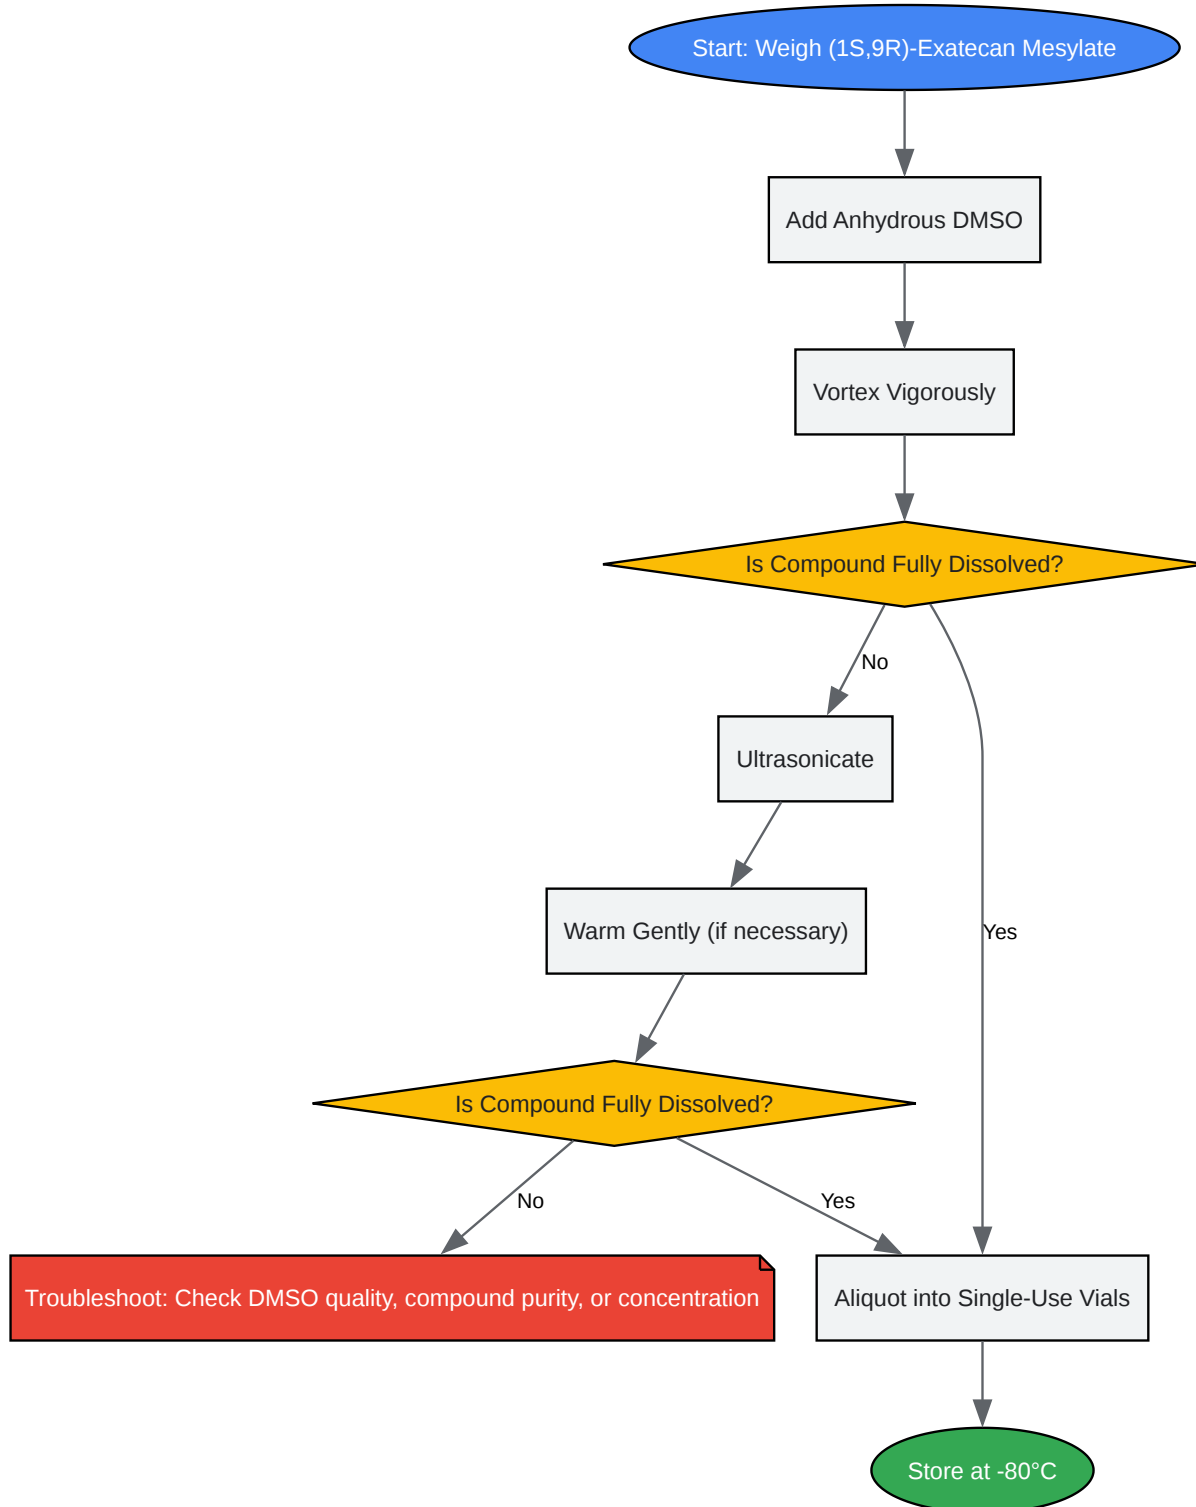 Start: Weigh (1S,9R)-Exatecan Mesylate
Add Anhydrous DMSO
Vortex Vigorously
Is Compound Fully Dissolved?
No
Ultrasonicate
Warm Gently (if necessary)
Yes
Is Compound Fully Dissolved?
No
Yes
Troubleshoot: Check DMSO quality, compound purity, or concentration
Aliquot into Single-Use Vials
Store at -80°C